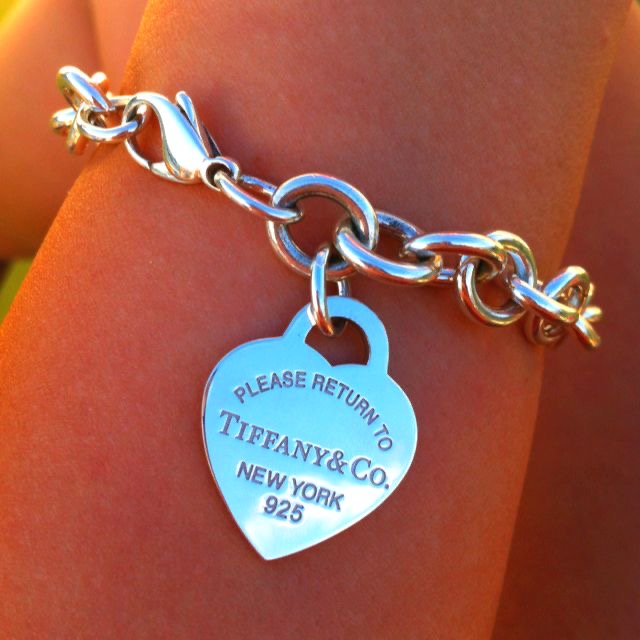 PLEASE RETURN TO
TIFFANY & CO.
NEW YORK
925